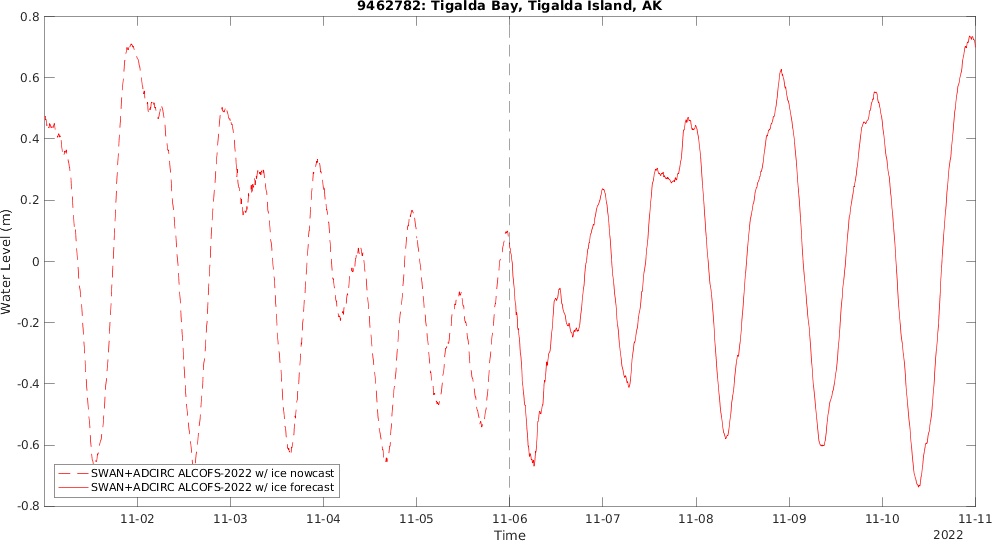 9462782: Tigalda Bay, Tigalda Island, AK
0.8
0.6
0.4
0.2
0
-0.2
-0.4
-0.6
-0.8
Water Level (m)
SWAN+ADCIRC ALCOFS-2022 w/ ice nowcast
SWAN+ADCIRC ALCOFS-2022 w/ ice forecast
11-02 11-03 11-04 11-05 11-06 11-07 11-08 11-09 11-10 11-11
Time
2022